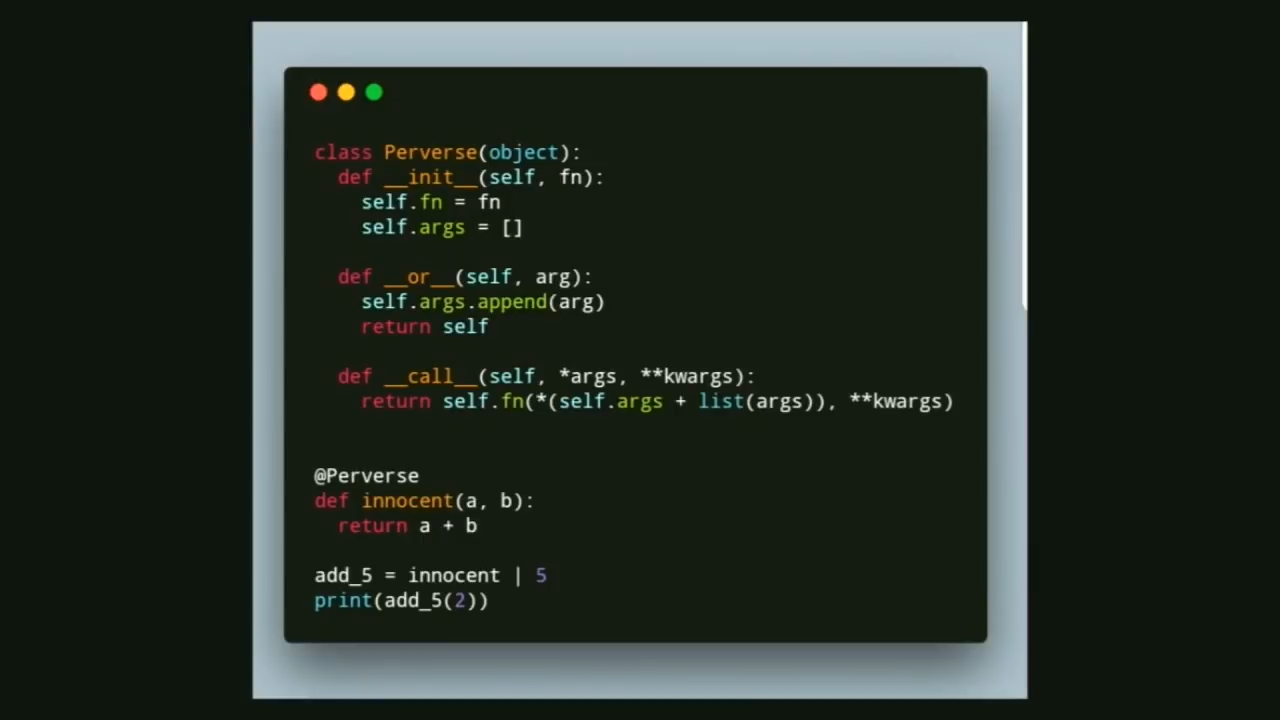 class Perverse(object):
  def __init__(self, fn):
    self.fn = fn
    self.args = []

  def __or__(self, arg):
    self.args.append(arg)
    return self

  def __call__(self, *args, **kwargs):
    return self.fn(*(self.args + list(args)), **kwargs)


@Perverse
def innocent(a, b):
  return a + b

add_5 = innocent | 5
print(add_5(2))